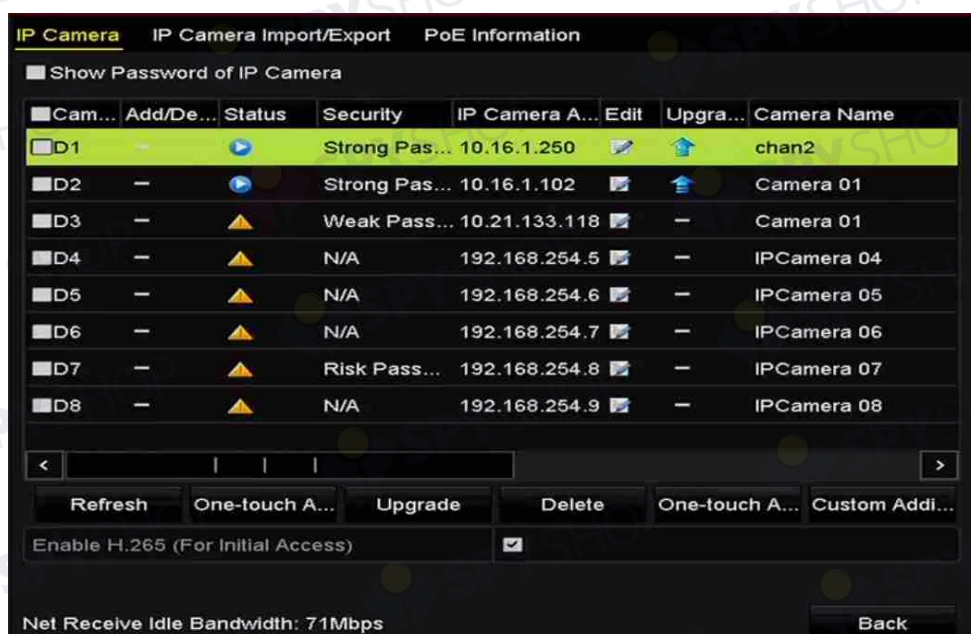 IP Camera IP Camera Import/Export PoE Information
Show Password of IP Camera
Cam... Add/De... Status Security IP Camera A... Edit Upgra... Camera Name
D1 Strong Pas... 10.16.1.250 chan2
D2 – Strong Pas... 10.16.1.102 Camera 01
D3 – Weak Pass... 10.21.133.118 – Camera 01
D4 – N/A 192.168.254.5 – IPCamera 04
D5 – N/A 192.168.254.6 – IPCamera 05
D6 – N/A 192.168.254.7 – IPCamera 06
D7 – Risk Pass... 192.168.254.8 – IPCamera 07
D8 – N/A 192.168.254.9 – IPCamera 08
< >
Refresh One-touch A... Upgrade Delete One-touch A... Custom Addi...
Enable H.265 (For Initial Access)
Net Receive Idle Bandwidth: 71Mbps Back
SPYSHOP